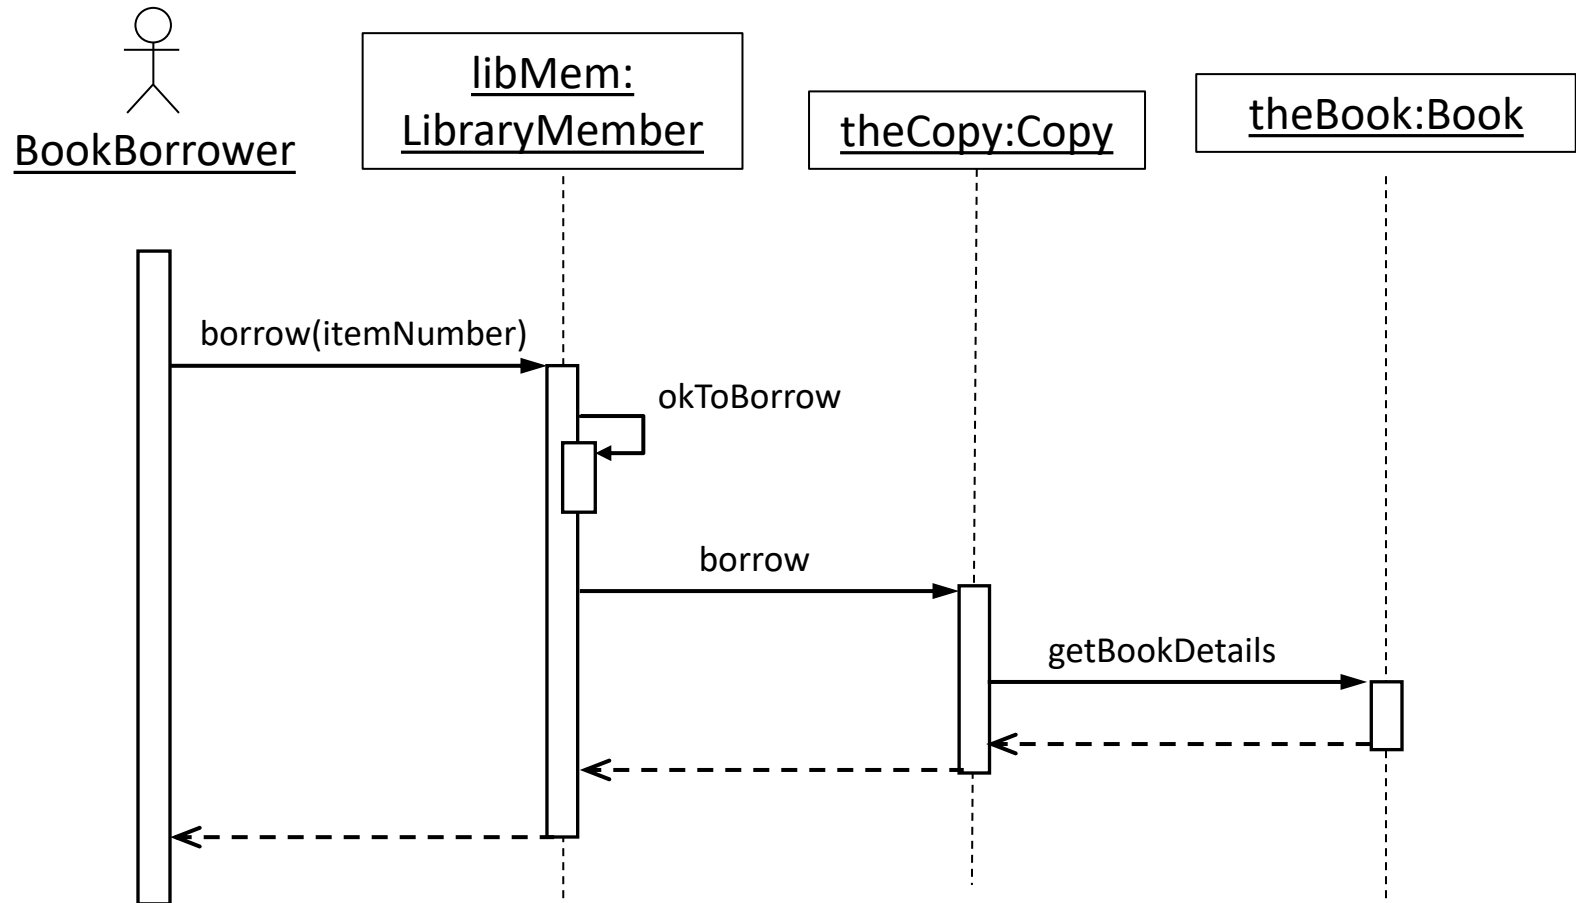 BookBorrower
libMem:
LibraryMember
theCopy:Copy
theBook:Book
borrow(itemNumber)
okToBorrow
borrow
getBookDetails